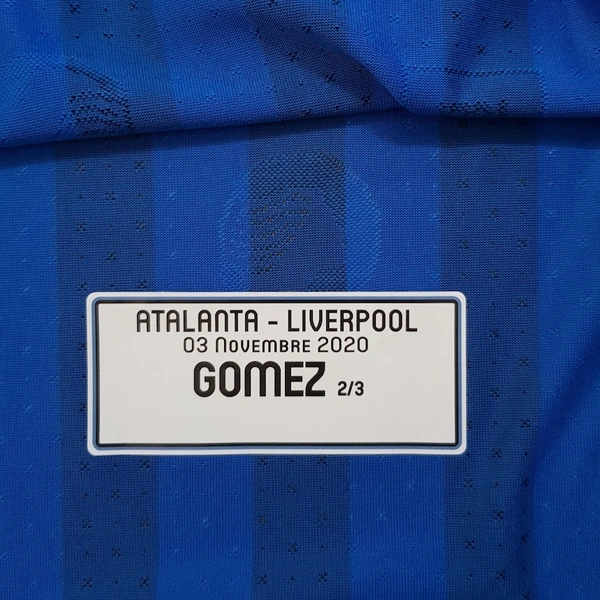 ATALANTA - LIVERPOOL
03 NOVEMBRE 2020
GOMEZ 2/3